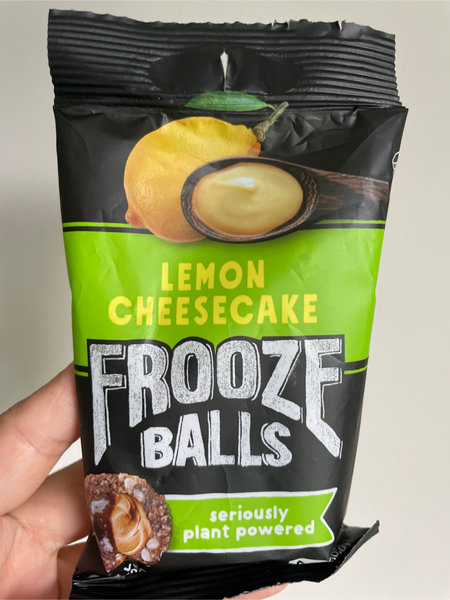 LEMON
CHEESECAKE
FROOZE
BALLS
seriously
plant powered